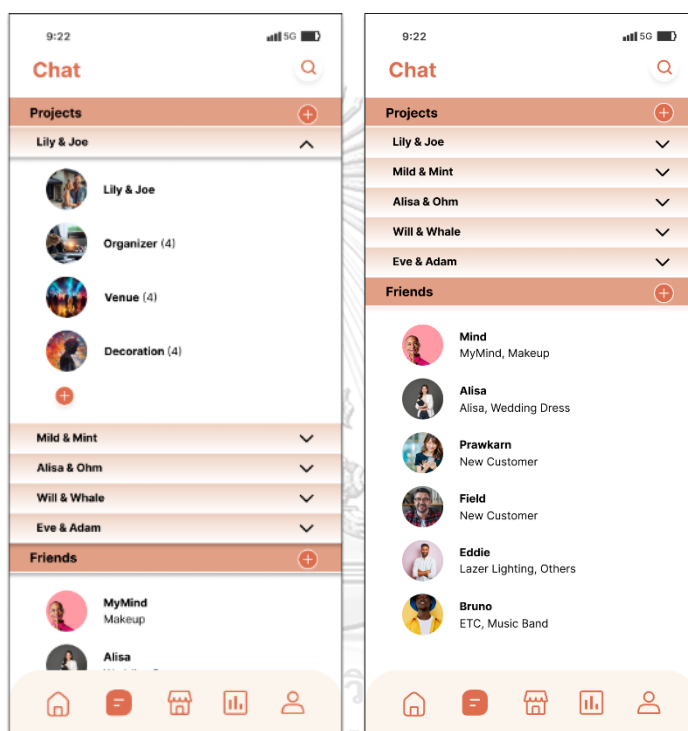 9:22
5G
Chat
Projects
Lily & Joe
Lily & Joe
Organizer (4)
Venue (4)
Decoration (4)
Mild & Mint
Alisa & Ohm
Will & Whale
Eve & Adam
Friends
MyMind
Makeup
Alisa
9:22
5G
Chat
Projects
Lily & Joe
Mild & Mint
Alisa & Ohm
Will & Whale
Eve & Adam
Friends
Mind
MyMind, Makeup
Alisa
Alisa, Wedding Dress
Prawkarn
New Customer
Field
New Customer
Eddie
Lazer Lighting, Others
Bruno
ETC, Music Band